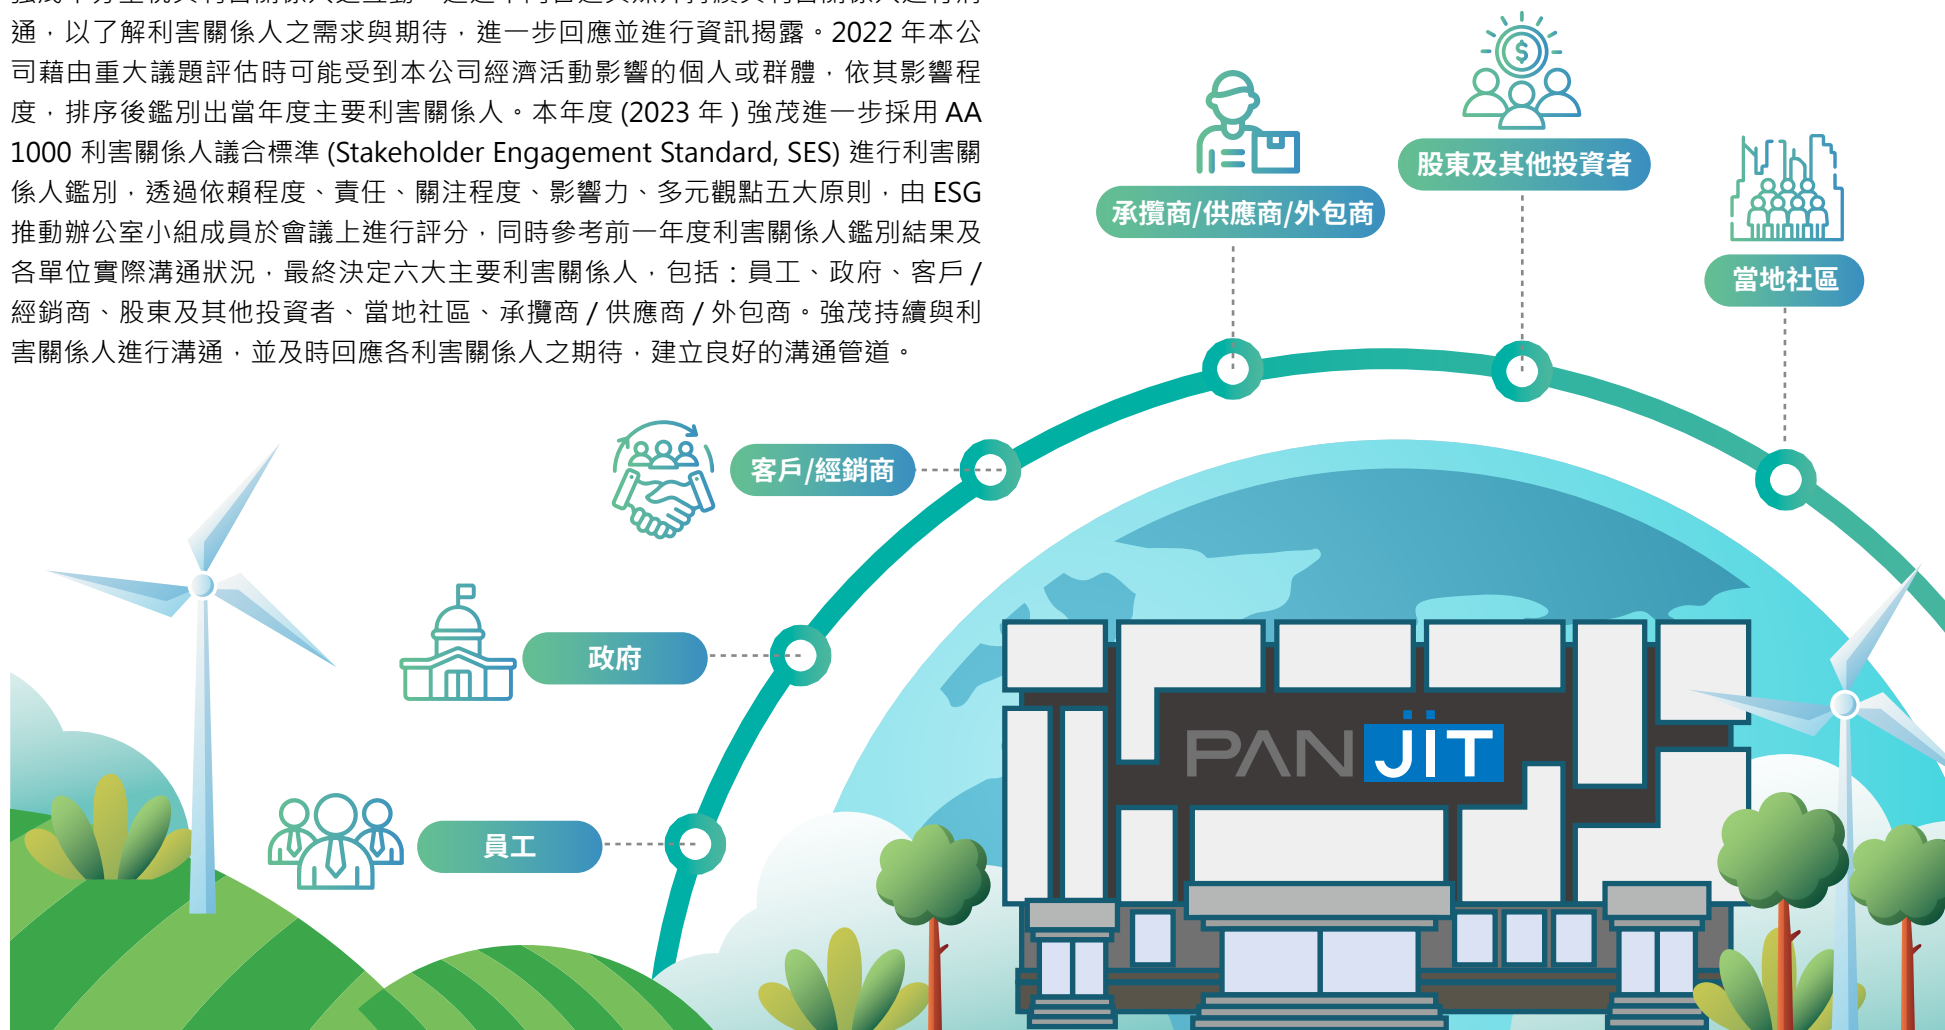 通，以了解利害關係人之需求與期待，進一步回應並進行資訊揭露。2022 年本公
司藉由重大議題評估時可能受到本公司經濟活動影響的個人或群體，依其影響程
度，排序後鑑別出當年度主要利害關係人。本年度 (2023 年 ) 強茂進一步採用 AA
1000 利害關係人議合標準 (Stakeholder Engagement Standard, SES) 進行利害關
係人鑑別，透過依賴程度、責任、關注程度、影響力、多元觀點五大原則，由 ESG
推動辦公室小組成員於會議上進行評分，同時參考前一年度利害關係人鑑別結果及
各單位實際溝通狀況，最終決定六大主要利害關係人，包括：員工、政府、客戶 /
經銷商、股東及其他投資者、當地社區、承攬商 / 供應商 / 外包商。強茂持續與利
害關係人進行溝通，並及時回應各利害關係人之期待，建立良好的溝通管道。
股東及其他投資者
承攬商/供應商/外包商
當地社區
客戶/經銷商
政府
員工
PANJIT